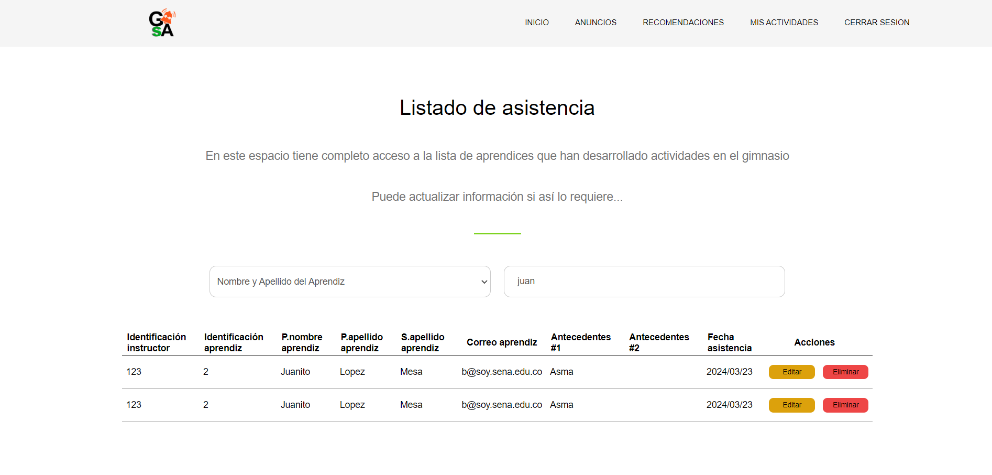 GSSA
INICIO ANUNCIOS RECOMENDACIONES MIS ACTIVIDADES CERRAR SESION
Listado de asistencia
En este espacio tiene completo acceso a la lista de aprendices que han desarrollado actividades en el gimnasio
Puede actualizar información si así lo requiere...
Nombre y Apellido del Aprendiz juan
Identificación instructor Identificación aprendiz P.nombre aprendiz P.apellido aprendiz S.apellido aprendiz Correo aprendiz Antecedentes #1 Antecedentes #2 Fecha asistencia Acciones
123 2 Juanito Lopez Mesa b@soy.sena.edu.co Asma 2024/03/23 Editar Eliminar
123 2 Juanito Lopez Mesa b@soy.sena.edu.co Asma 2024/03/23 Editar Eliminar